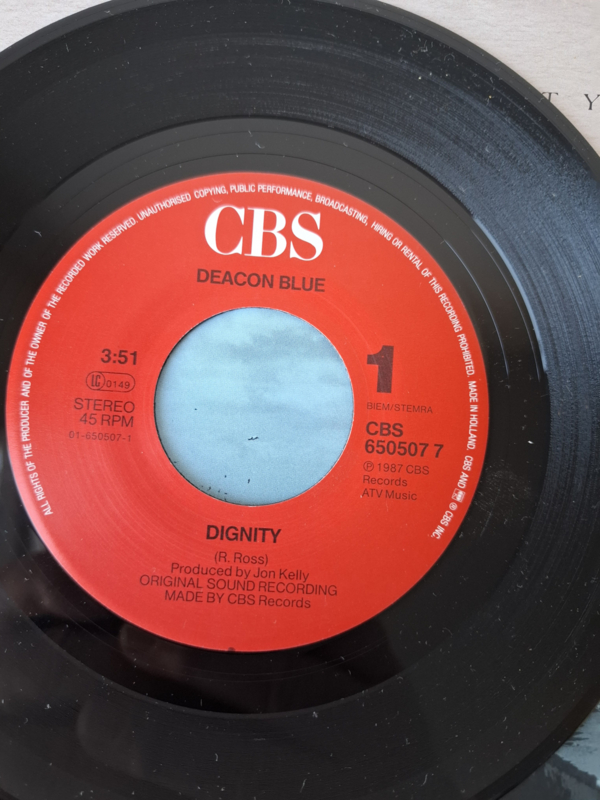 T Y
ALL RIGHTS OF THE PRODUCER AND OF THE OWNER OF THE RECORDED WORK RESERVED. UNAUTHORISED COPYING, PUBLIC PERFORMANCE, BROADCASTING, HIRING OR RENTAL OF THIS RECORDING PROHIBITED. MADE IN HOLLAND. CBS AND ® CBS INC.
CBS
DEACON BLUE
3:51
LC 0149
STEREO
45 RPM
01-650507-1
1
BIEM/STEMRA
CBS
650507 7
℗ 1987 CBS
Records
ATV Music
DIGNITY
(R. Ross)
Produced by Jon Kelly
ORIGINAL SOUND RECORDING
MADE BY CBS Records